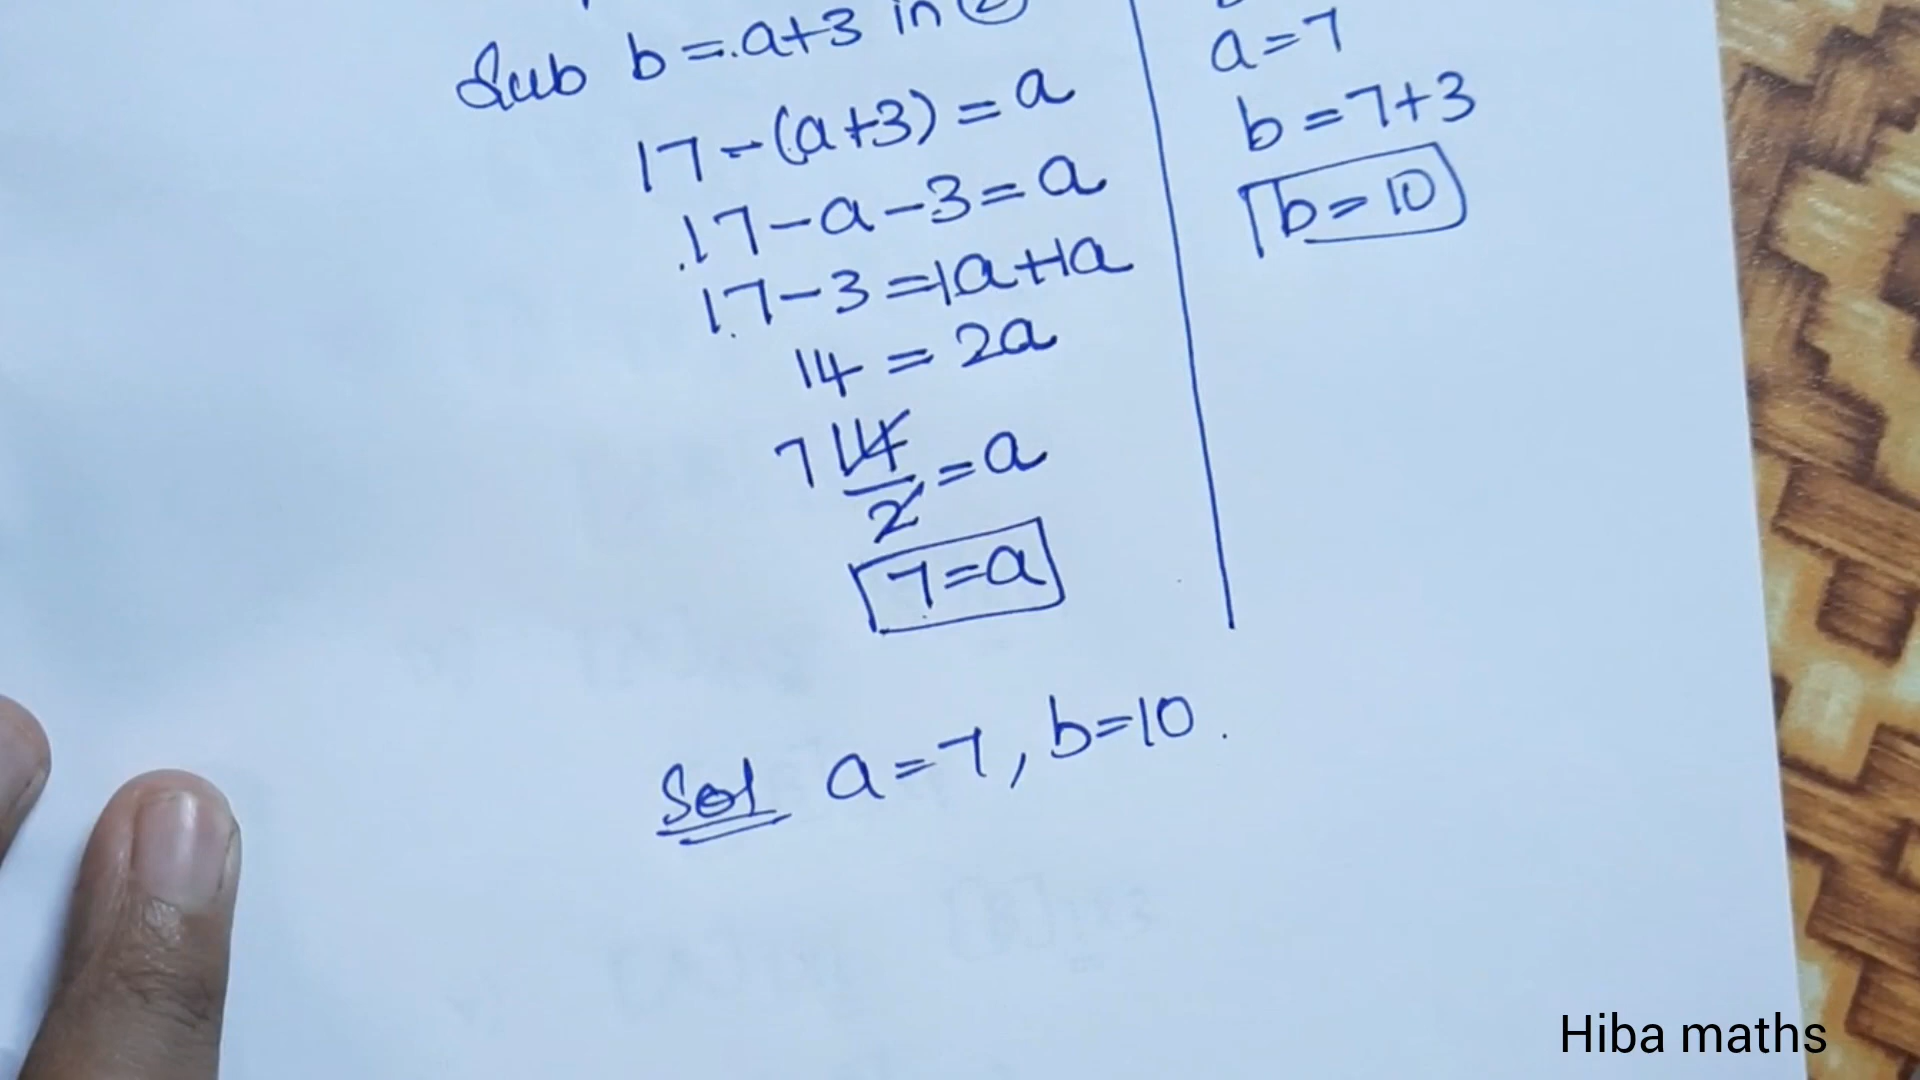 Sub b = a+3 in ②
17-(a+3) = a
17-a-3 = a
17-3 = 1a+1a
14 = 2a
7 14/2 = a
7=a
a=7
b=7+3
b=10
Sol a=7, b=10.
Hiba maths